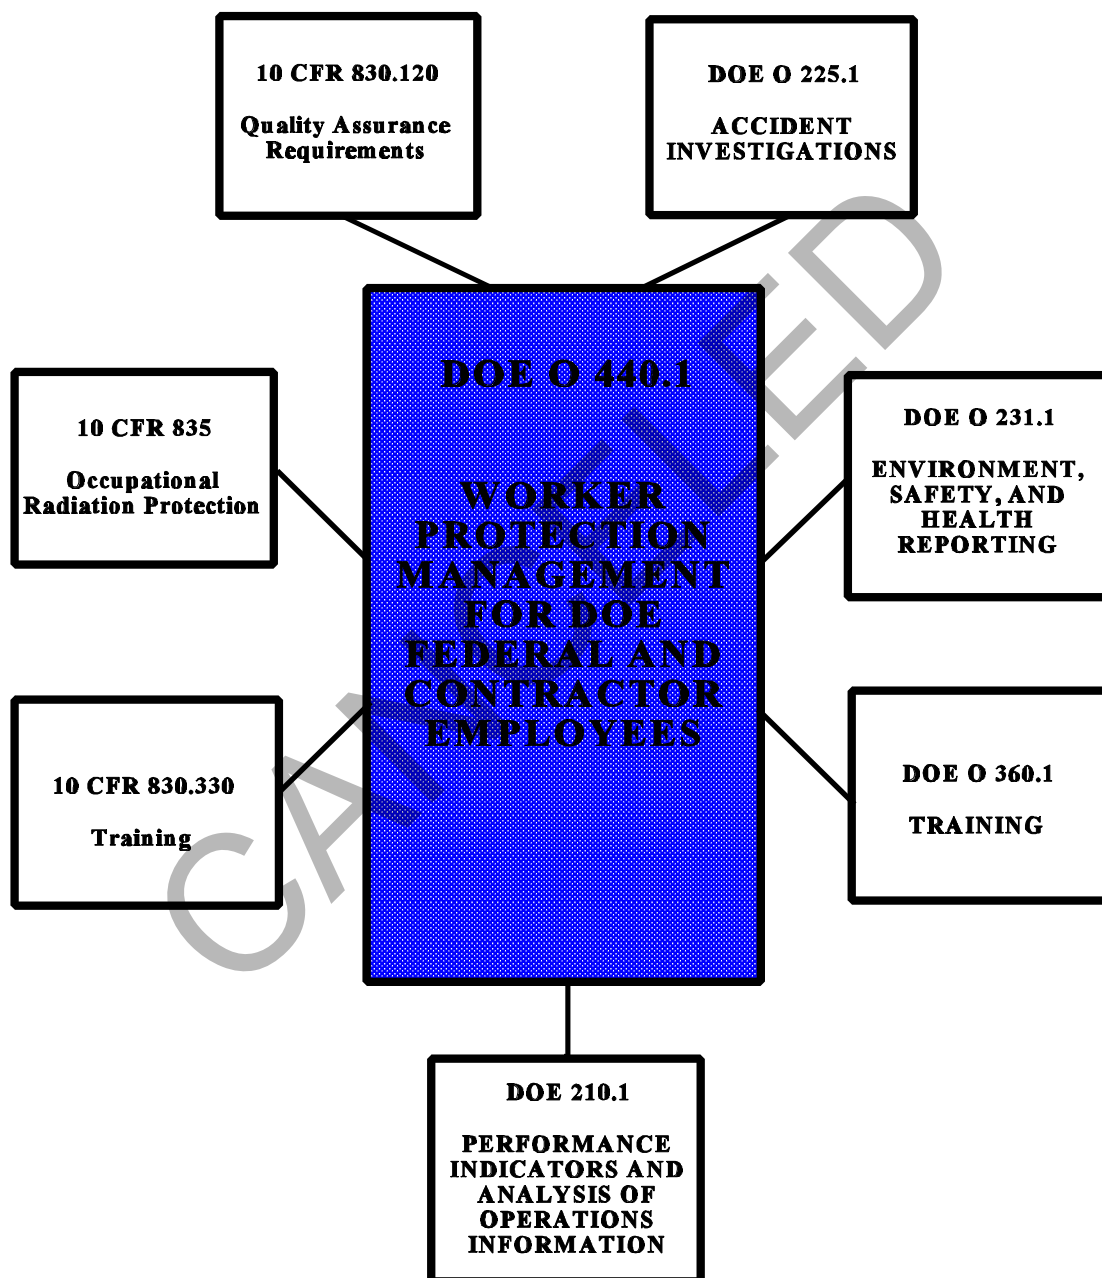 10 CFR 830.120
Quality Assurance
Requirements
DOE O 225.1
ACCIDENT
INVESTIGATIONS
DOE O 440.1
WORKER
PROTECTION
MANAGEMENT
FOR DOE
FEDERAL AND
CONTRACTOR
EMPLOYEES
10 CFR 835
Occupational
Radiation Protection
DOE O 231.1
ENVIRONMENT,
SAFETY, AND
HEALTH
REPORTING
10 CFR 830.330
Training
DOE O 360.1
TRAINING
DOE 210.1
PERFORMANCE
INDICATORS AND
ANALYSIS OF
OPERATIONS
INFORMATION
CANCELED